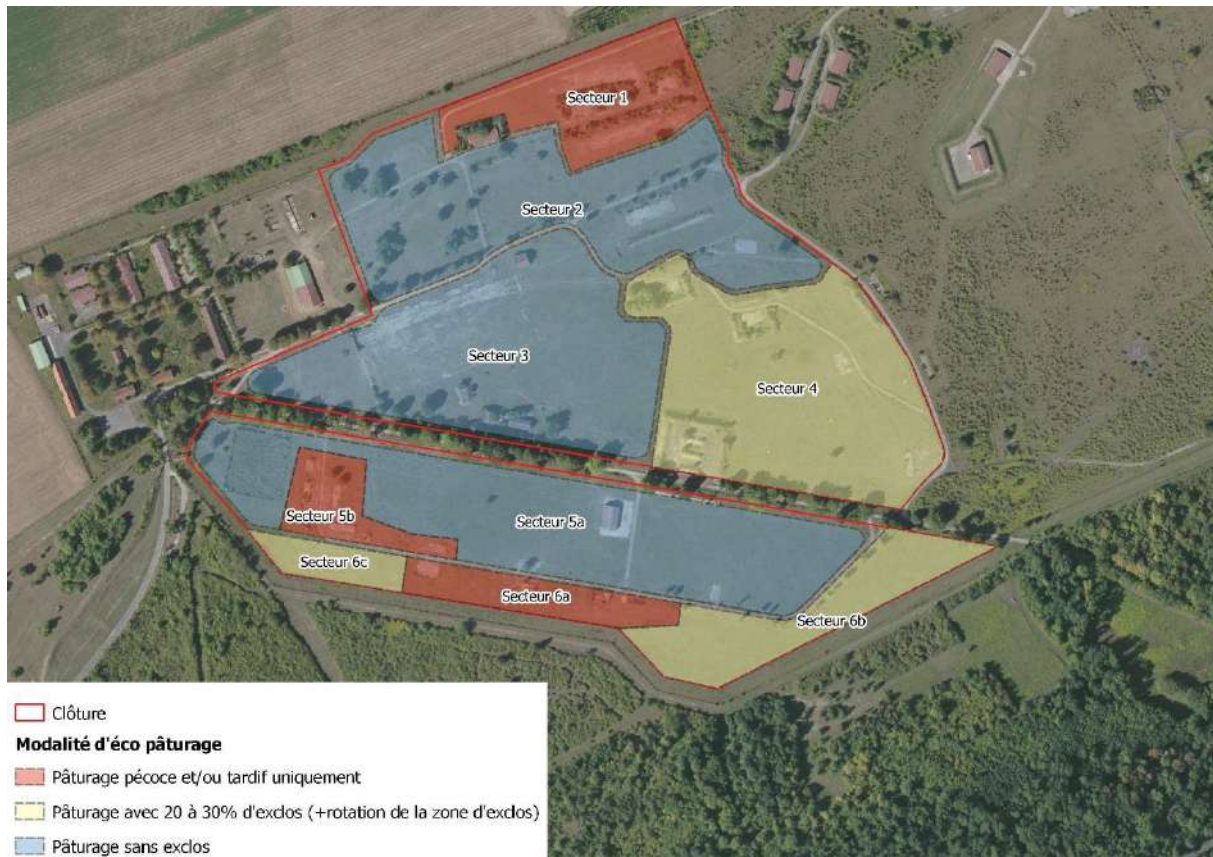 Secteur 1
Secteur 2
Secteur 3
Secteur 4
Secteur 5b
Secteur 5a
Secteur 6c
Secteur 6a
Secteur 6b
Clôture
Modalité d'éco pâturage
Pâturage pécoce et/ou tardif uniquement
Pâturage avec 20 à 30% d'exclos (+rotation de la zone d'exclos)
Pâturage sans exclos